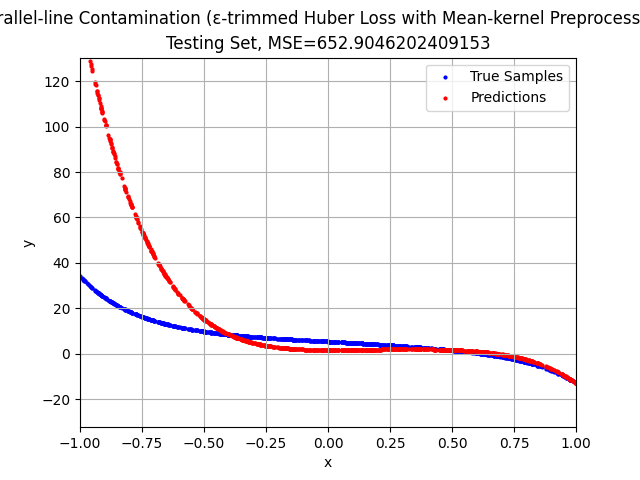 rallel-line Contamination (ε-trimmed Huber Loss with Mean-kernel Preprocess
Testing Set, MSE=652.9046202409153
True Samples
Predictions
120
100
80
60
40
20
0
−20
y
−1.00 −0.75 −0.50 −0.25 0.00 0.25 0.50 0.75 1.00
x